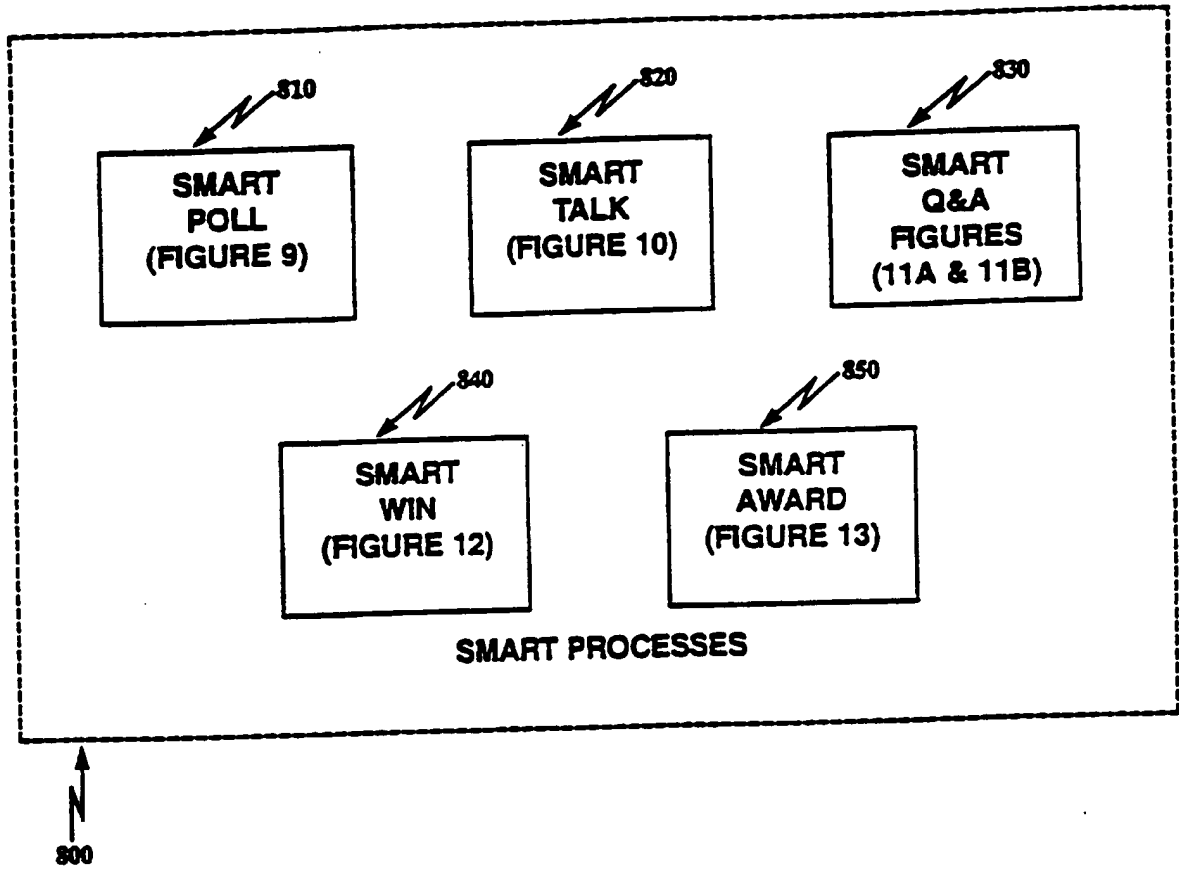 810
820
830
SMART
POLL
(FIGURE 9)
SMART
TALK
(FIGURE 10)
SMART
Q&A
FIGURES
(11A & 11B)
840
850
SMART
WIN
(FIGURE 12)
SMART
AWARD
(FIGURE 13)
SMART PROCESSES
800